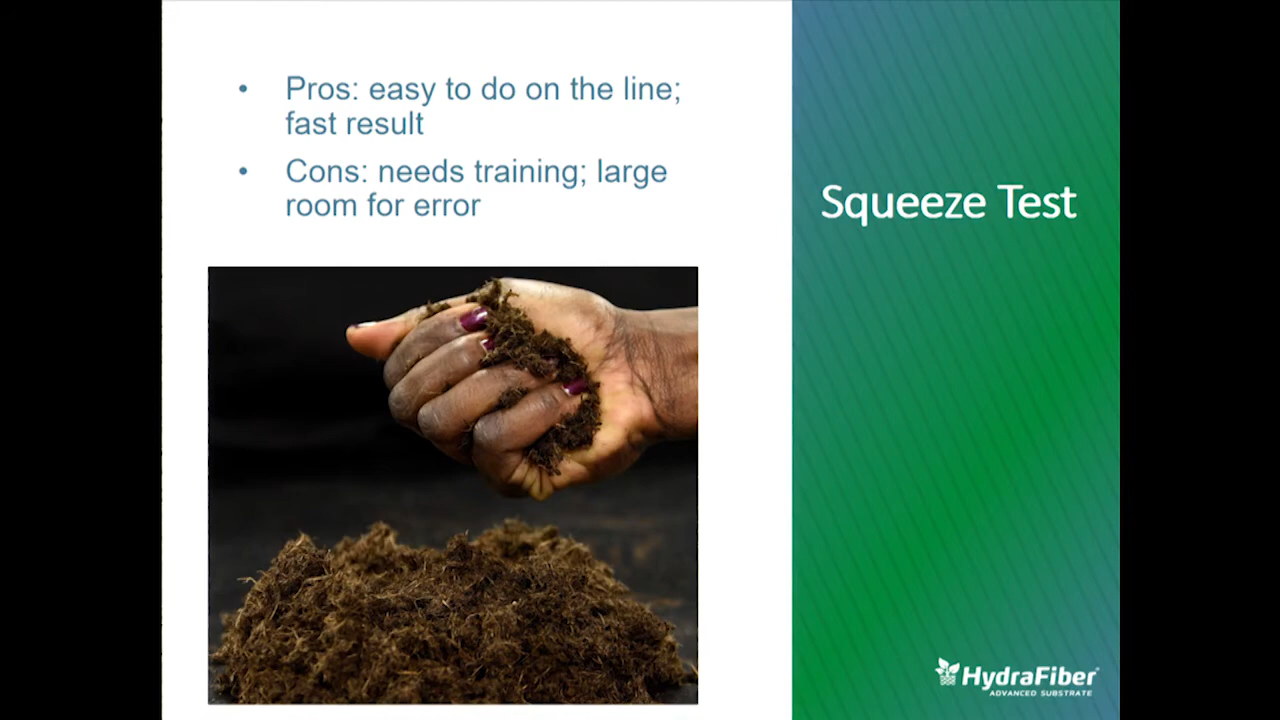 • Pros: easy to do on the line;
fast result
• Cons: needs training; large
room for error
Squeeze Test
HydraFiber
ADVANCED SUBSTRATE